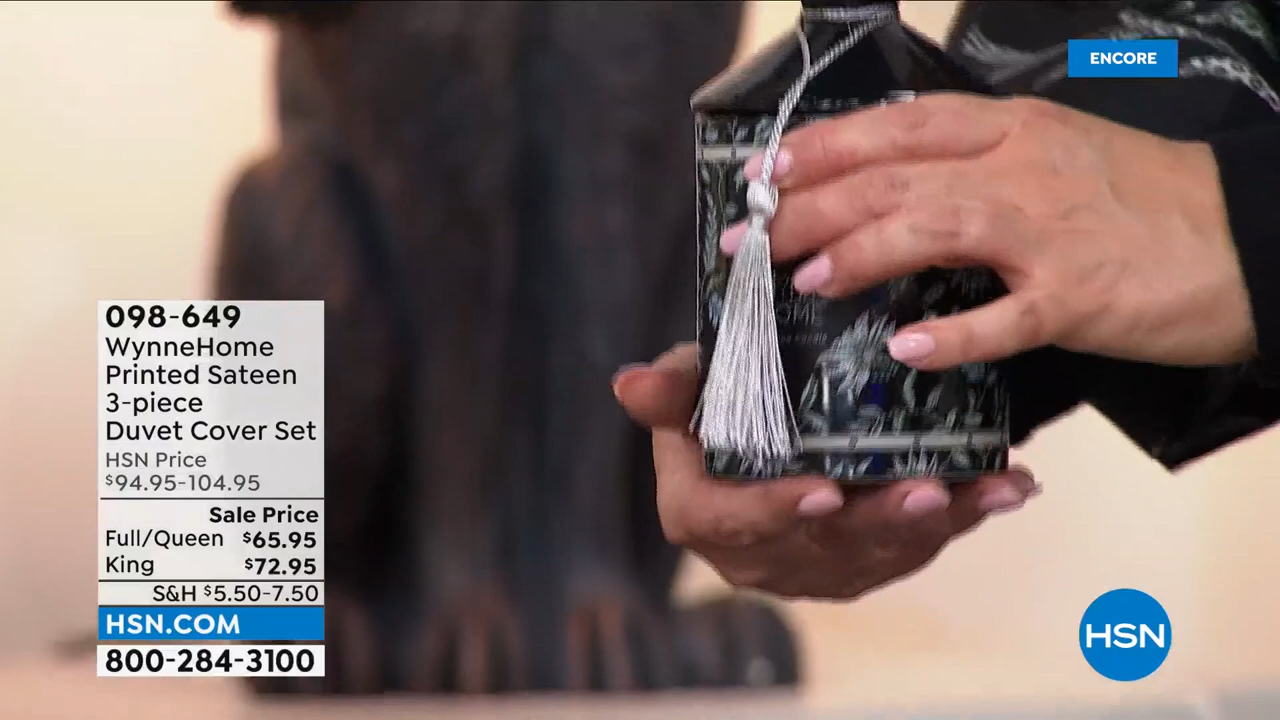 ENCORE
098-649
WynneHome
Printed Sateen
3-piece
Duvet Cover Set
HSN Price
$94.95-104.95
Sale Price
Full/Queen $65.95
King $72.95
S&H $5.50-7.50
HSN.COM
800-284-3100
HSN